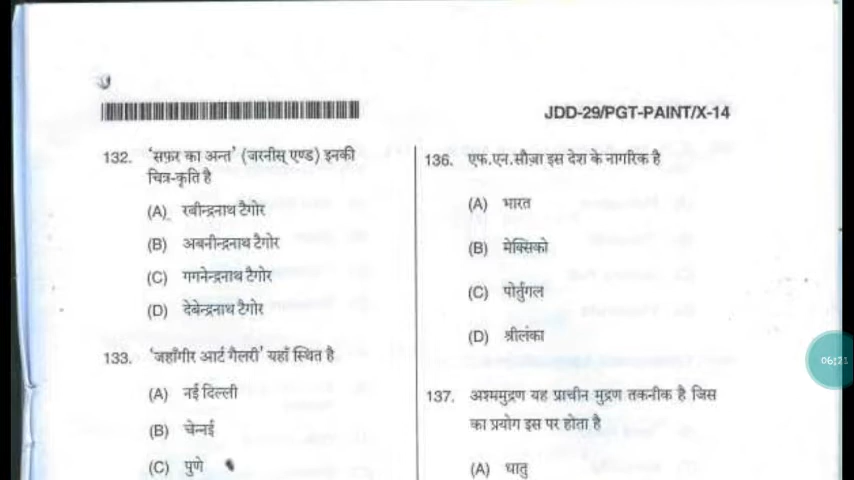 JDD-29/PGT-PAINT/X-14
132. 'सफ़र का अन्त' (जरनीस् एण्ड) इनकी
चित्र-कृति है
(A) रबीन्द्रनाथ टैगोर
(B) अबनीन्द्रनाथ टैगोर
(C) गगनेन्द्रनाथ टैगोर
(D) देबेन्द्रनाथ टैगोर
133. 'जहाँगीर आर्ट गैलरी' यहाँ स्थित है
(A) नई दिल्ली
(B) चेन्नई
(C) पुणे
136. एफ.एन.सौज़ा इस देश के नागरिक है
(A) भारत
(B) मेक्सिको
(C) पोर्तुगल
(D) श्रीलंका
137. अश्ममुद्रण यह प्राचीन मुद्रण तकनीक है जिस
का प्रयोग इस पर होता है
(A) धातु
06:21